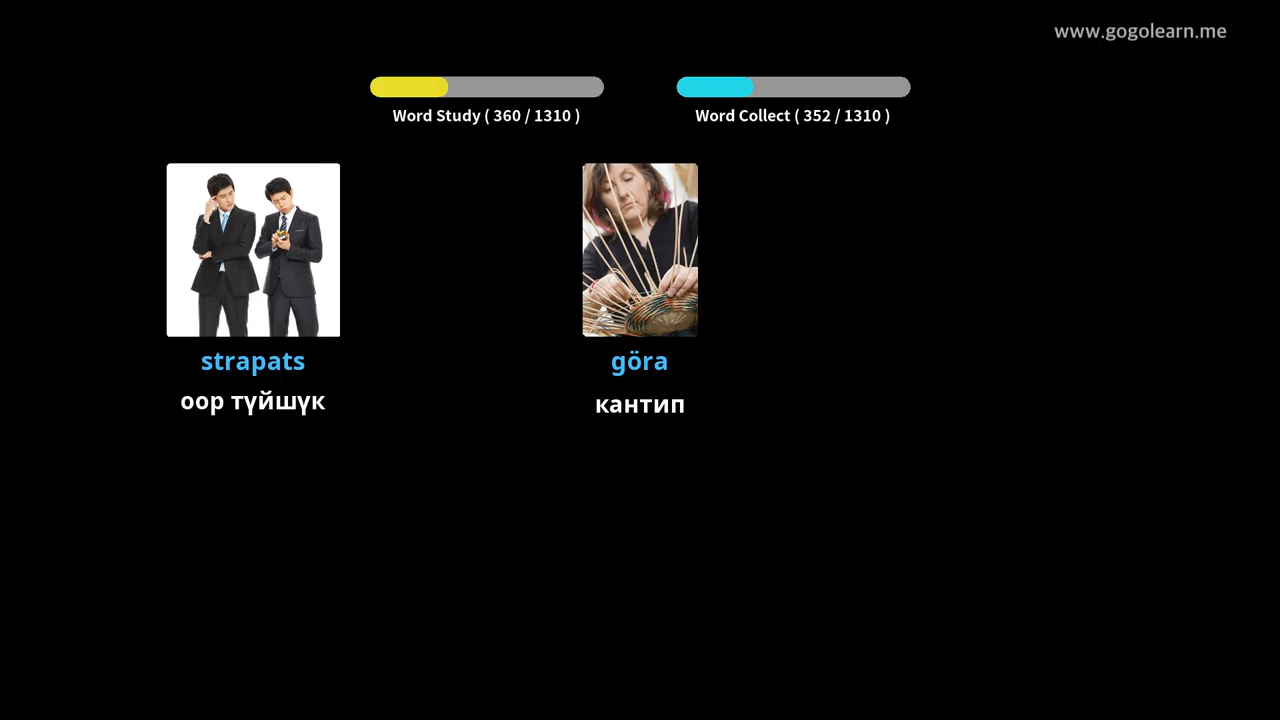 www.gogolearn.me
Word Study ( 360 / 1310 )
Word Collect ( 352 / 1310 )
strapats
оор түйшүк
göra
кантип